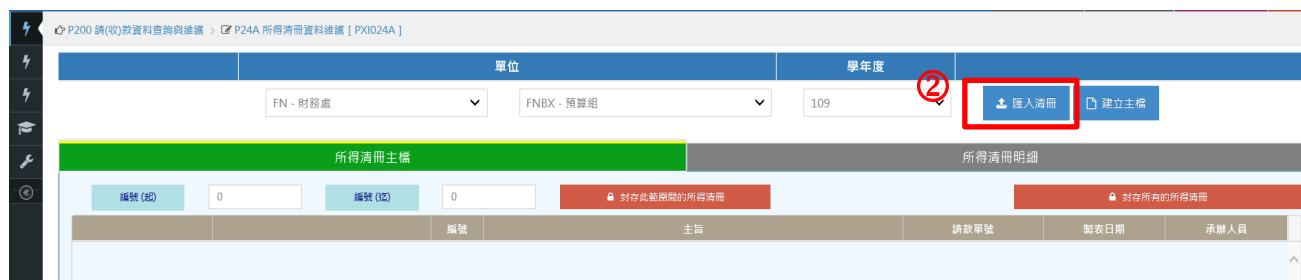 P200 請(收)款資料查詢與維護 > P24A 所得清冊資料維護 [ PXI024A ]
單位 學年度
FN - 財務處 FNBX - 預算組 109 ② 匯入清冊 建立主檔
所得清冊主檔 所得清冊明細
編號 (起) 0 編號 (迄) 0 封存此範圍間的所得清冊 封存所有的所得清冊
編號 主旨 請款單號 製表日期 承辦人員